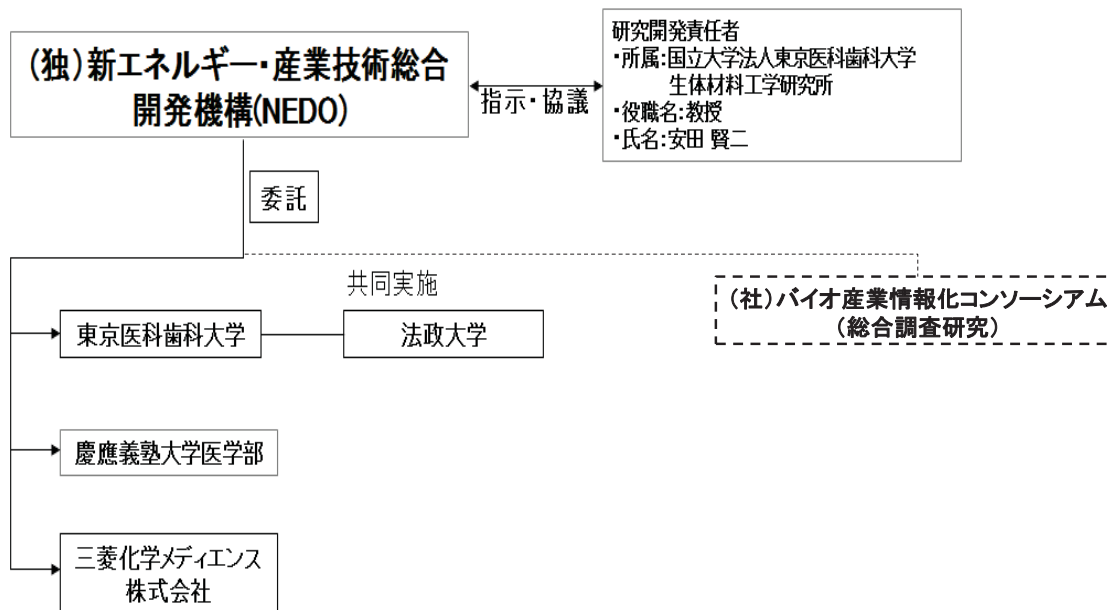 (独)新エネルギー・産業技術総合
開発機構(NEDO)
指示・協議
研究開発責任者
・所属:国立大学法人東京医科歯科大学
生体材料工学研究所
・役職名:教授
・氏名:安田 賢二
委託
共同実施
(社)バイオ産業情報化コンソーシアム
(総合調査研究)
東京医科歯科大学
法政大学
慶應義塾大学医学部
三菱化学メディエンス
株式会社